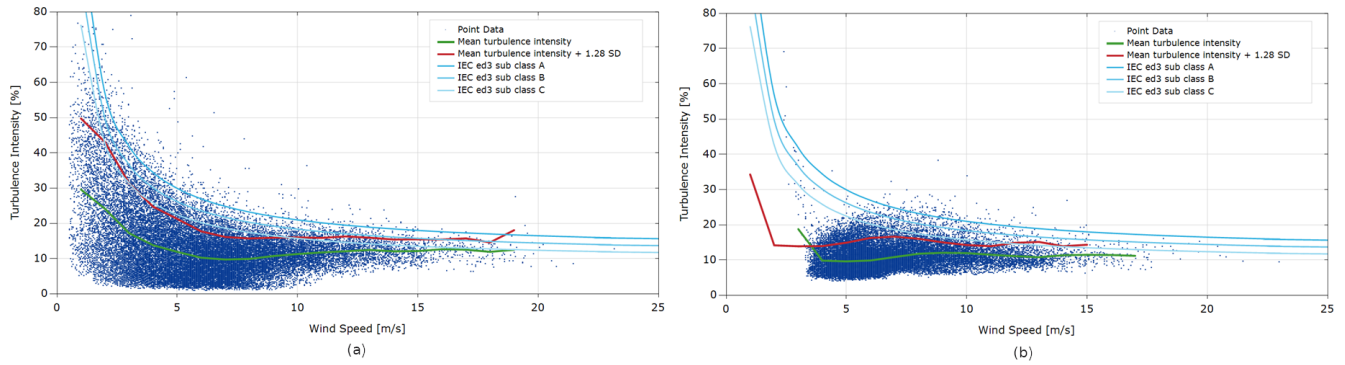 80
70
60
50
40
30
20
10
0
Turbulence Intensity [%]
Point Data
Mean turbulence intensity
Mean turbulence intensity + 1.28 SD
IEC ed3 sub class A
IEC ed3 sub class B
IEC ed3 sub class C
0 5 10 15 20 25
Wind Speed [m/s]
(a)
80
70
60
50
40
30
20
10
0
Turbulence Intensity [%]
Point Data
Mean turbulence intensity
Mean turbulence intensity + 1.28 SD
IEC ed3 sub class A
IEC ed3 sub class B
IEC ed3 sub class C
0 5 10 15 20 25
Wind Speed [m/s]
(b)